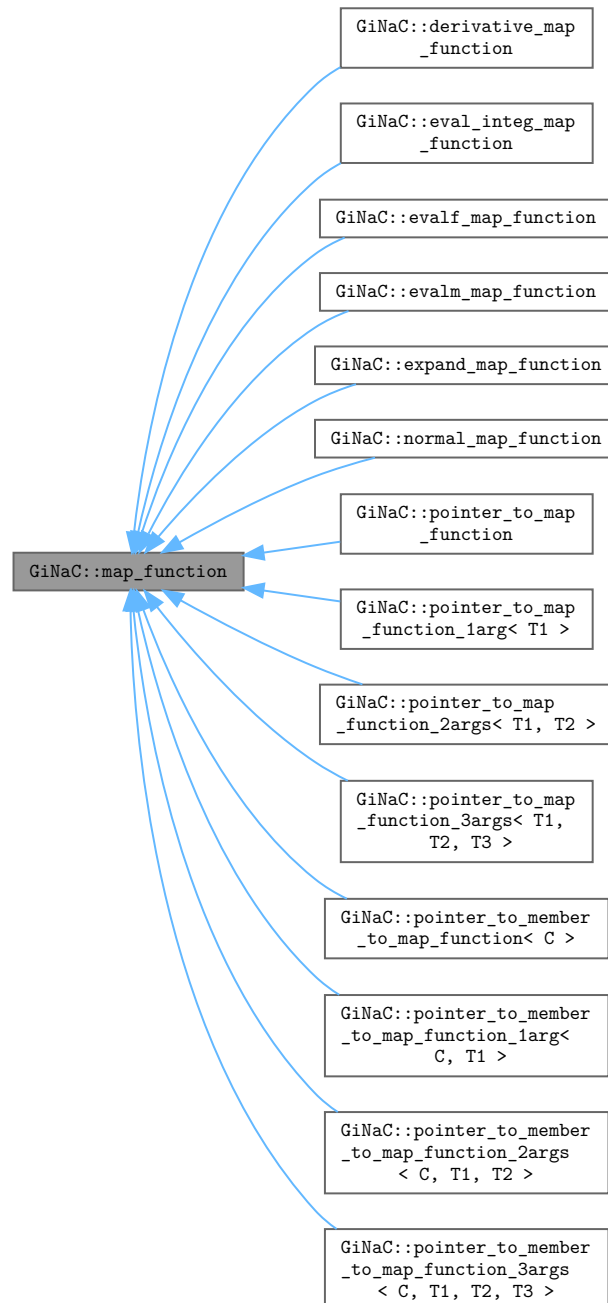 GiNaC::derivative_map
_function
GiNaC::eval_integ_map
_function
GiNaC::evalf_map_function
GiNaC::evalm_map_function
GiNaC::expand_map_function
GiNaC::normal_map_function
GiNaC::pointer_to_map
_function
GiNaC::map_function
GiNaC::pointer_to_map
_function_1arg< T1 >
GiNaC::pointer_to_map
_function_2args< T1, T2 >
GiNaC::pointer_to_map
_function_3args< T1,
T2, T3 >
GiNaC::pointer_to_member
_to_map_function< C >
GiNaC::pointer_to_member
_to_map_function_1arg<
C, T1 >
GiNaC::pointer_to_member
_to_map_function_2args
< C, T1, T2 >
GiNaC::pointer_to_member
_to_map_function_3args
< C, T1, T2, T3 >